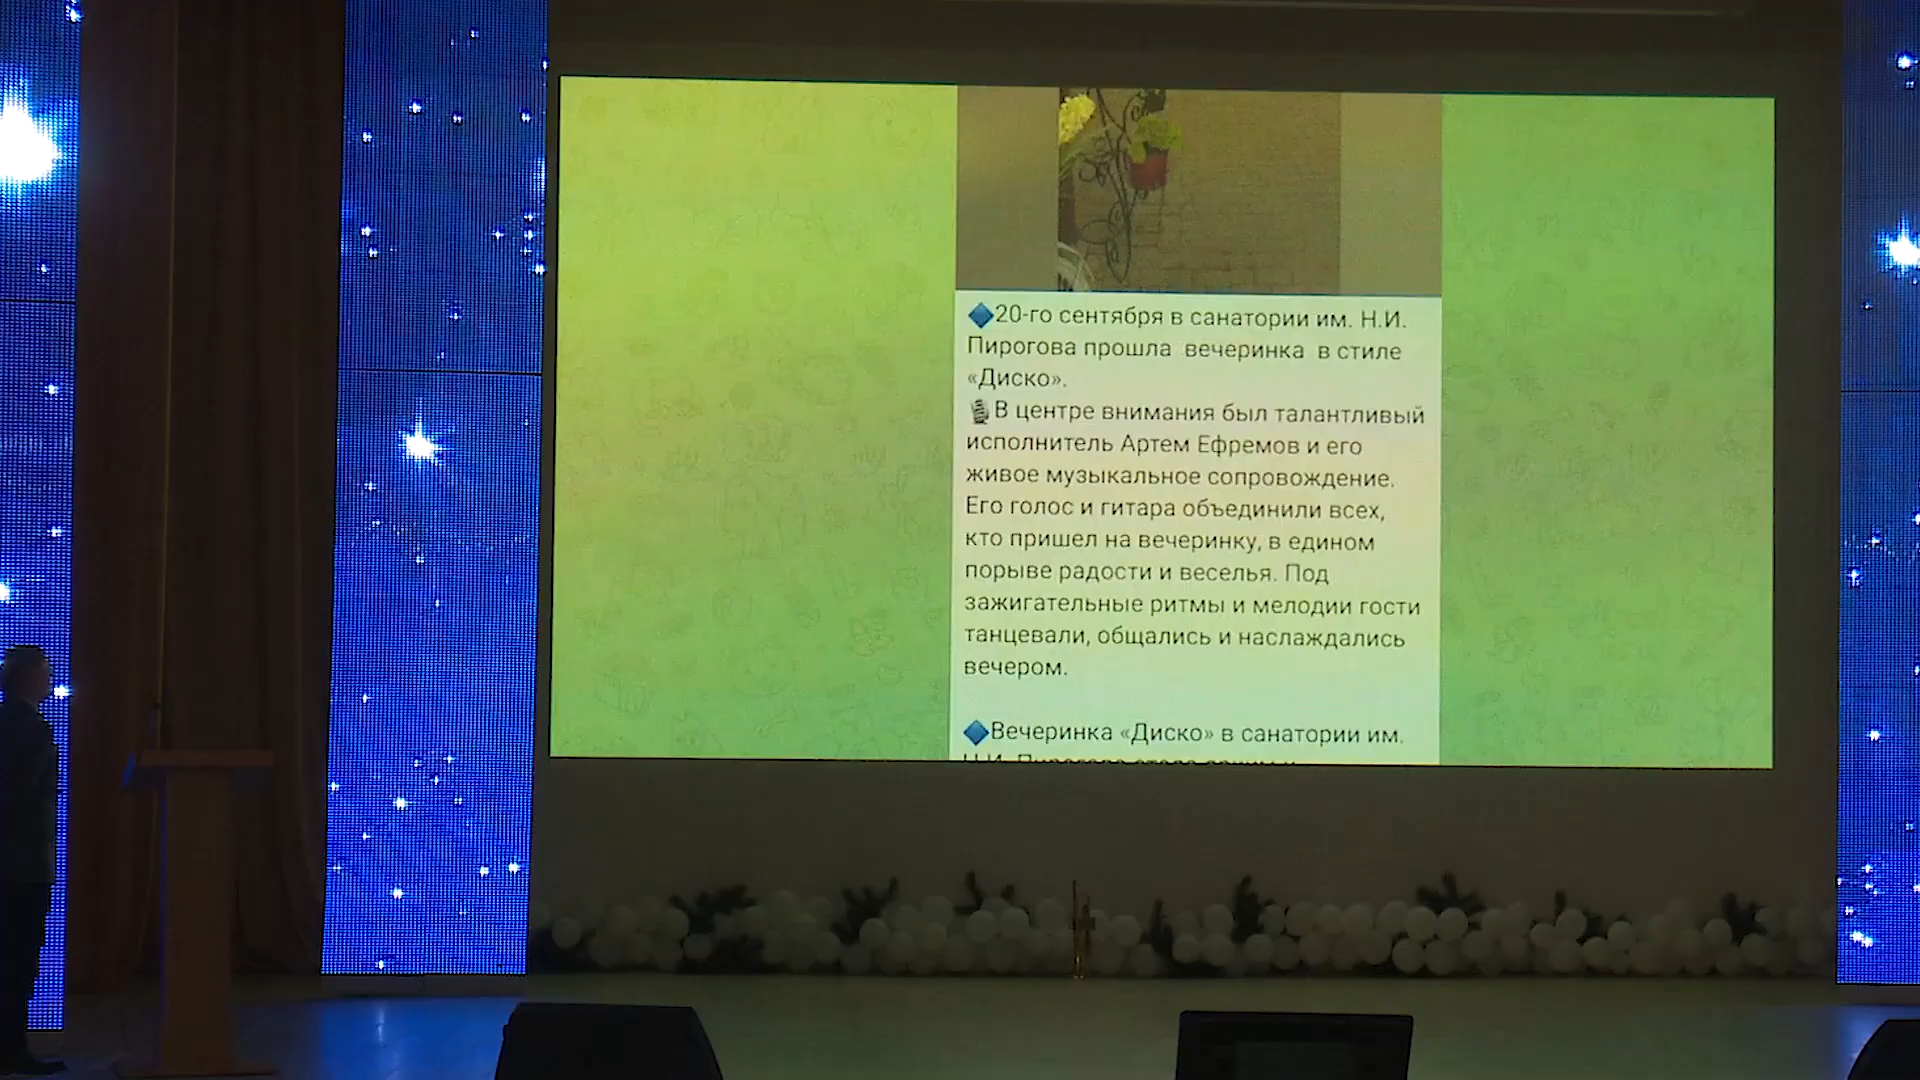 20-го сентября в санатории им. Н.И.
Пирогова прошла вечеринка в стиле
«Диско».
В центре внимания был талантливый
исполнитель Артем Ефремов и его
живое музыкальное сопровождение.
Его голос и гитара объединили всех,
кто пришел на вечеринку, в едином
порыве радости и веселья. Под
зажигательные ритмы и мелодии гости
танцевали, общались и наслаждались
вечером.
Вечеринка «Диско» в санатории им.